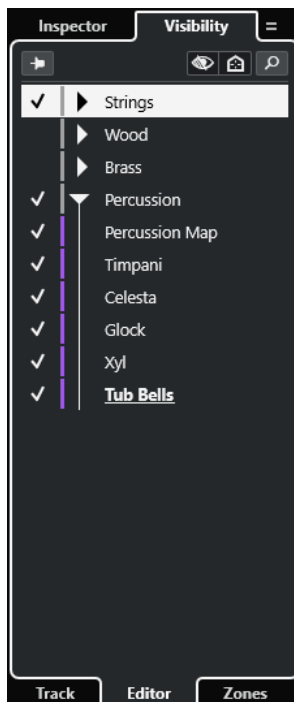 Inspector Visibility
Strings
Wood
Brass
Percussion
Percussion Map
Timpani
Celesta
Glock
Xyl
Tub Bells
Track Editor Zones